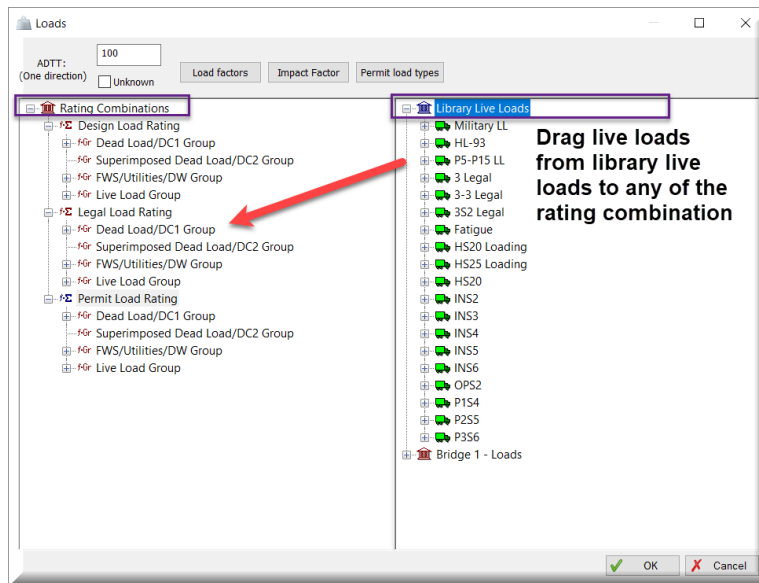 Loads
100
ADTT:
(One direction)
Unknown
Load factors
Impact Factor
Permit load types
Rating Combinations
Design Load Rating
Dead Load/DC1 Group
Superimposed Dead Load/DC2 Group
FWS/Utilities/DW Group
Live Load Group
Legal Load Rating
Dead Load/DC1 Group
Superimposed Dead Load/DC2 Group
FWS/Utilities/DW Group
Live Load Group
Permit Load Rating
Dead Load/DC1 Group
Superimposed Dead Load/DC2 Group
FWS/Utilities/DW Group
Live Load Group
Library Live Loads
Military LL
HL-93
P5-P15 LL
3 Legal
3-3 Legal
3S2 Legal
Fatigue
HS20 Loading
HS25 Loading
HS20
INS2
INS3
INS4
INS5
INS6
OPS2
P1S4
P2S5
P3S6
Bridge 1 - Loads
Drag live loads
from library live
loads to any of the
rating combination
OK
Cancel